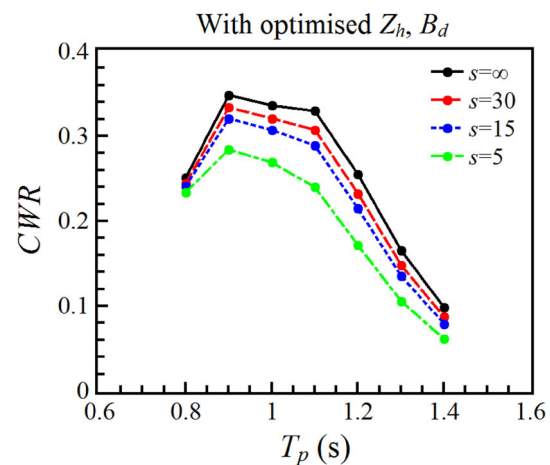 With optimised Zh, Bd
0.4
0.3
0.2
0.1
0
CWR
s=∞
s=30
s=15
s=5
0.6 0.8 1 1.2 1.4 1.6
Tp (s)